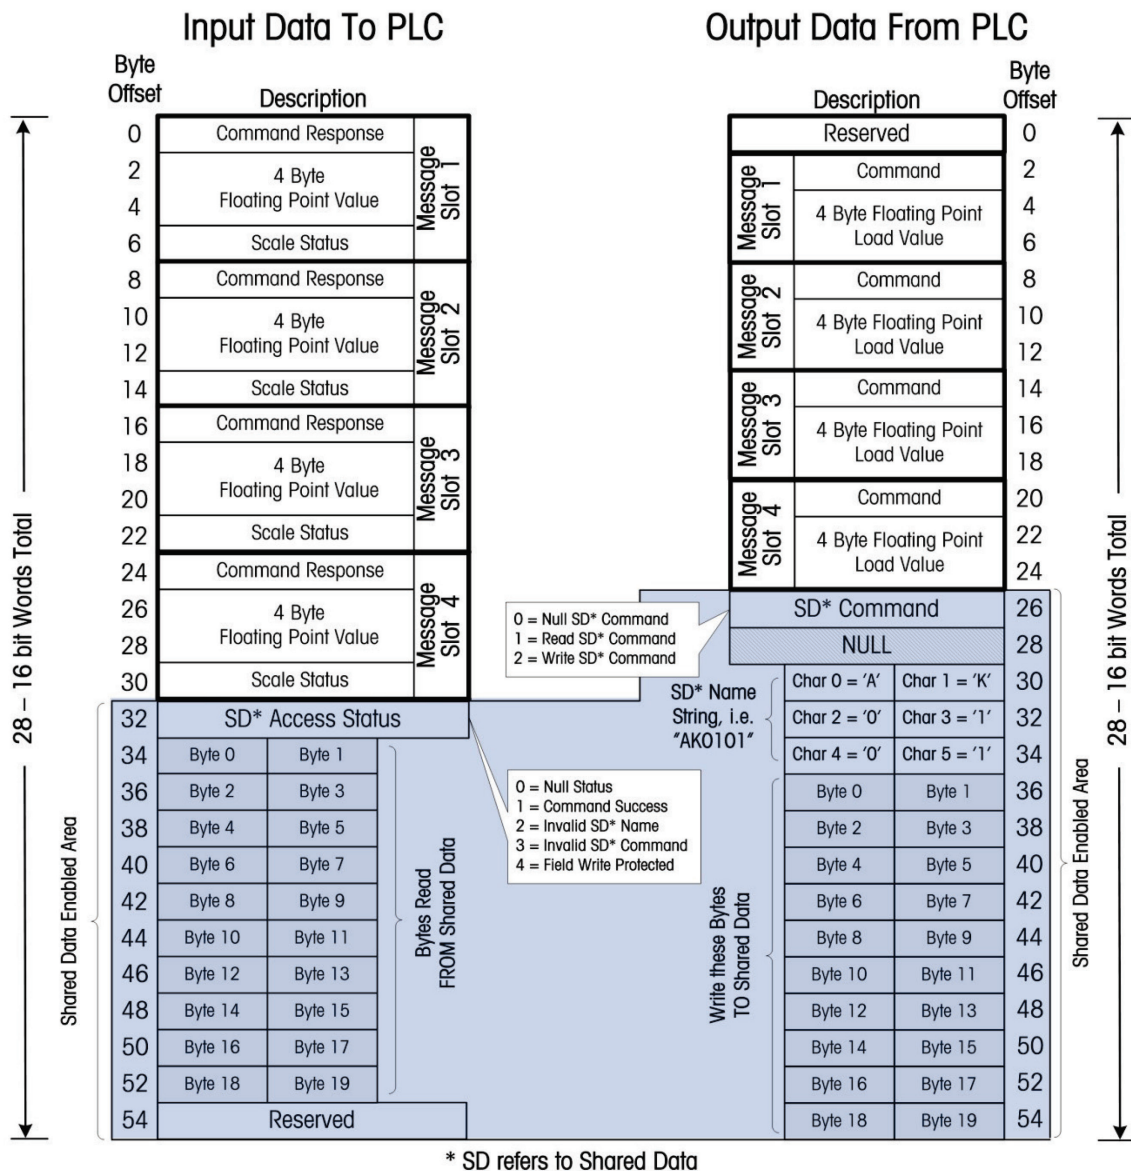 Input Data To PLC
Byte
Offset
Description
0
Command Response
2
4
4 Byte
Floating Point Value
6
Scale Status
Message
Slot 1
8
Command Response
10
12
4 Byte
Floating Point Value
14
Scale Status
Message
Slot 2
16
Command Response
18
20
4 Byte
Floating Point Value
22
Scale Status
Message
Slot 3
24
Command Response
26
28
4 Byte
Floating Point Value
30
Scale Status
Message
Slot 4
32
SD* Access Status
34 Byte 0 Byte 1
36 Byte 2 Byte 3
38 Byte 4 Byte 5
40 Byte 6 Byte 7
42 Byte 8 Byte 9
44 Byte 10 Byte 11
46 Byte 12 Byte 13
48 Byte 14 Byte 15
50 Byte 16 Byte 17
52 Byte 18 Byte 19
54 Reserved
28 – 16 bit Words Total
Shared Data Enabled Area
Bytes Read
FROM Shared Data
0 = Null Status
1 = Command Success
2 = Invalid SD* Name
3 = Invalid SD* Command
4 = Field Write Protected
Output Data From PLC
Description
Byte
Offset
Reserved
0
Message
Slot 1
Command
2
4 Byte Floating Point
Load Value
4
6
Message
Slot 2
Command
8
4 Byte Floating Point
Load Value
10
12
Message
Slot 3
Command
14
4 Byte Floating Point
Load Value
16
18
Message
Slot 4
Command
20
4 Byte Floating Point
Load Value
22
24
SD* Command
26
NULL
28
0 = Null SD* Command
1 = Read SD* Command
2 = Write SD* Command
SD* Name
String, i.e.
"AK0101"
Char 0 = 'A' Char 1 = 'K' 30
Char 2 = '0' Char 3 = '1' 32
Char 4 = '0' Char 5 = '1' 34
Byte 0 Byte 1 36
Byte 2 Byte 3 38
Byte 4 Byte 5 40
Byte 6 Byte 7 42
Byte 8 Byte 9 44
Byte 10 Byte 11 46
Byte 12 Byte 13 48
Byte 14 Byte 15 50
Byte 16 Byte 17 52
Byte 18 Byte 19 54
Write these Bytes
TO Shared Data
Shared Data Enabled Area
28 – 16 bit Words Total
* SD refers to Shared Data